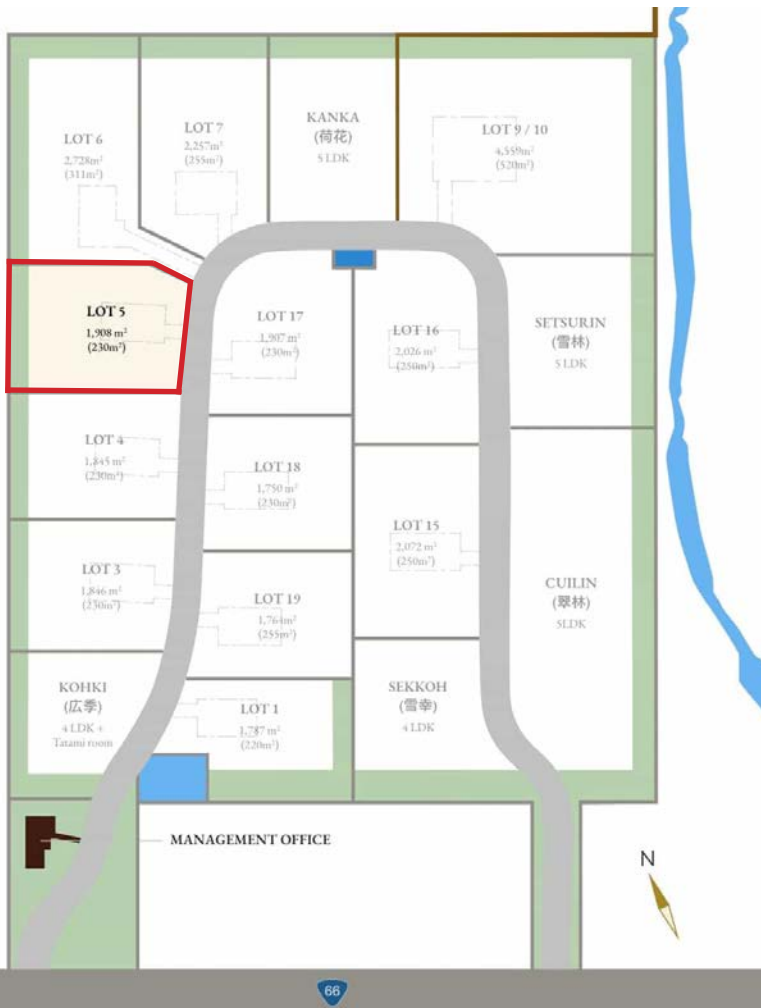 LOT 6
2,728m²
(311m²)
LOT 7
2,257m²
(255m²)
KANKA
(荷花)
5 LDK
LOT 9 / 10
4,559m²
(520m²)
LOT 5
1,908 m²
(230m²)
LOT 17
1,907 m²
(230m²)
LOT 16
2,026 m²
(250m²)
SETSURIN
(雪林)
5 LDK
LOT 4
1,845 m²
(230m²)
LOT 18
1,750 m²
(230m²)
LOT 15
2,072 m²
(250m²)
LOT 3
1,846 m²
(230m²)
LOT 19
1,764m²
(255m²)
CUILIN
(翠林)
5LDK
KOHKI
(広季)
4 LDK +
Tatami room
LOT 1
1,787 m²
(220m²)
SEKKOH
(雪幸)
4 LDK
MANAGEMENT OFFICE
N
66